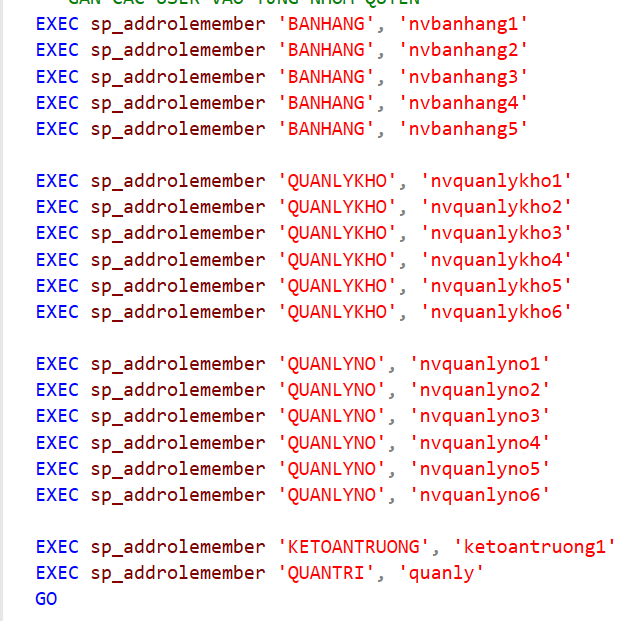 GAN CAC USER VAO TUNG NHOM QUYEN
EXEC sp_addrolemember 'BANHANG', 'nvbanhang1'
EXEC sp_addrolemember 'BANHANG', 'nvbanhang2'
EXEC sp_addrolemember 'BANHANG', 'nvbanhang3'
EXEC sp_addrolemember 'BANHANG', 'nvbanhang4'
EXEC sp_addrolemember 'BANHANG', 'nvbanhang5'
EXEC sp_addrolemember 'QUANLYKHO', 'nvquanlykho1'
EXEC sp_addrolemember 'QUANLYKHO', 'nvquanlykho2'
EXEC sp_addrolemember 'QUANLYKHO', 'nvquanlykho3'
EXEC sp_addrolemember 'QUANLYKHO', 'nvquanlykho4'
EXEC sp_addrolemember 'QUANLYKHO', 'nvquanlykho5'
EXEC sp_addrolemember 'QUANLYKHO', 'nvquanlykho6'
EXEC sp_addrolemember 'QUANLYNO', 'nvquanlyno1'
EXEC sp_addrolemember 'QUANLYNO', 'nvquanlyno2'
EXEC sp_addrolemember 'QUANLYNO', 'nvquanlyno3'
EXEC sp_addrolemember 'QUANLYNO', 'nvquanlyno4'
EXEC sp_addrolemember 'QUANLYNO', 'nvquanlyno5'
EXEC sp_addrolemember 'QUANLYNO', 'nvquanlyno6'
EXEC sp_addrolemember 'KETOANTRUONG', 'ketoantruong1'
EXEC sp_addrolemember 'QUANTRI', 'quanly'
GO